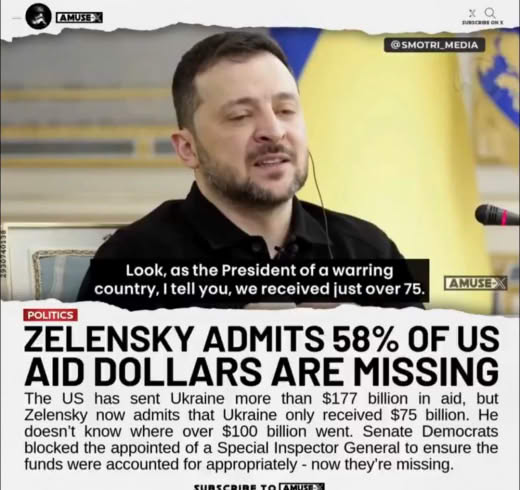 AMUSE X
X
SUBSCRIBE ON X
@SMOTRI_MEDIA
Look, as the President of a warring
country, I tell you, we received just over 75.
AMUSE-X
POLITICS
ZELENSKY ADMITS 58% OF US
AID DOLLARS ARE MISSING
The US has sent Ukraine more than $177 billion in aid, but
Zelensky now admits that Ukraine only received $75 billion. He
doesn't know where over $100 billion went. Senate Democrats
blocked the appointed of a Special Inspector General to ensure the
funds were accounted for appropriately - now they're missing.
SUBSCRIBE TO AMUSE-X